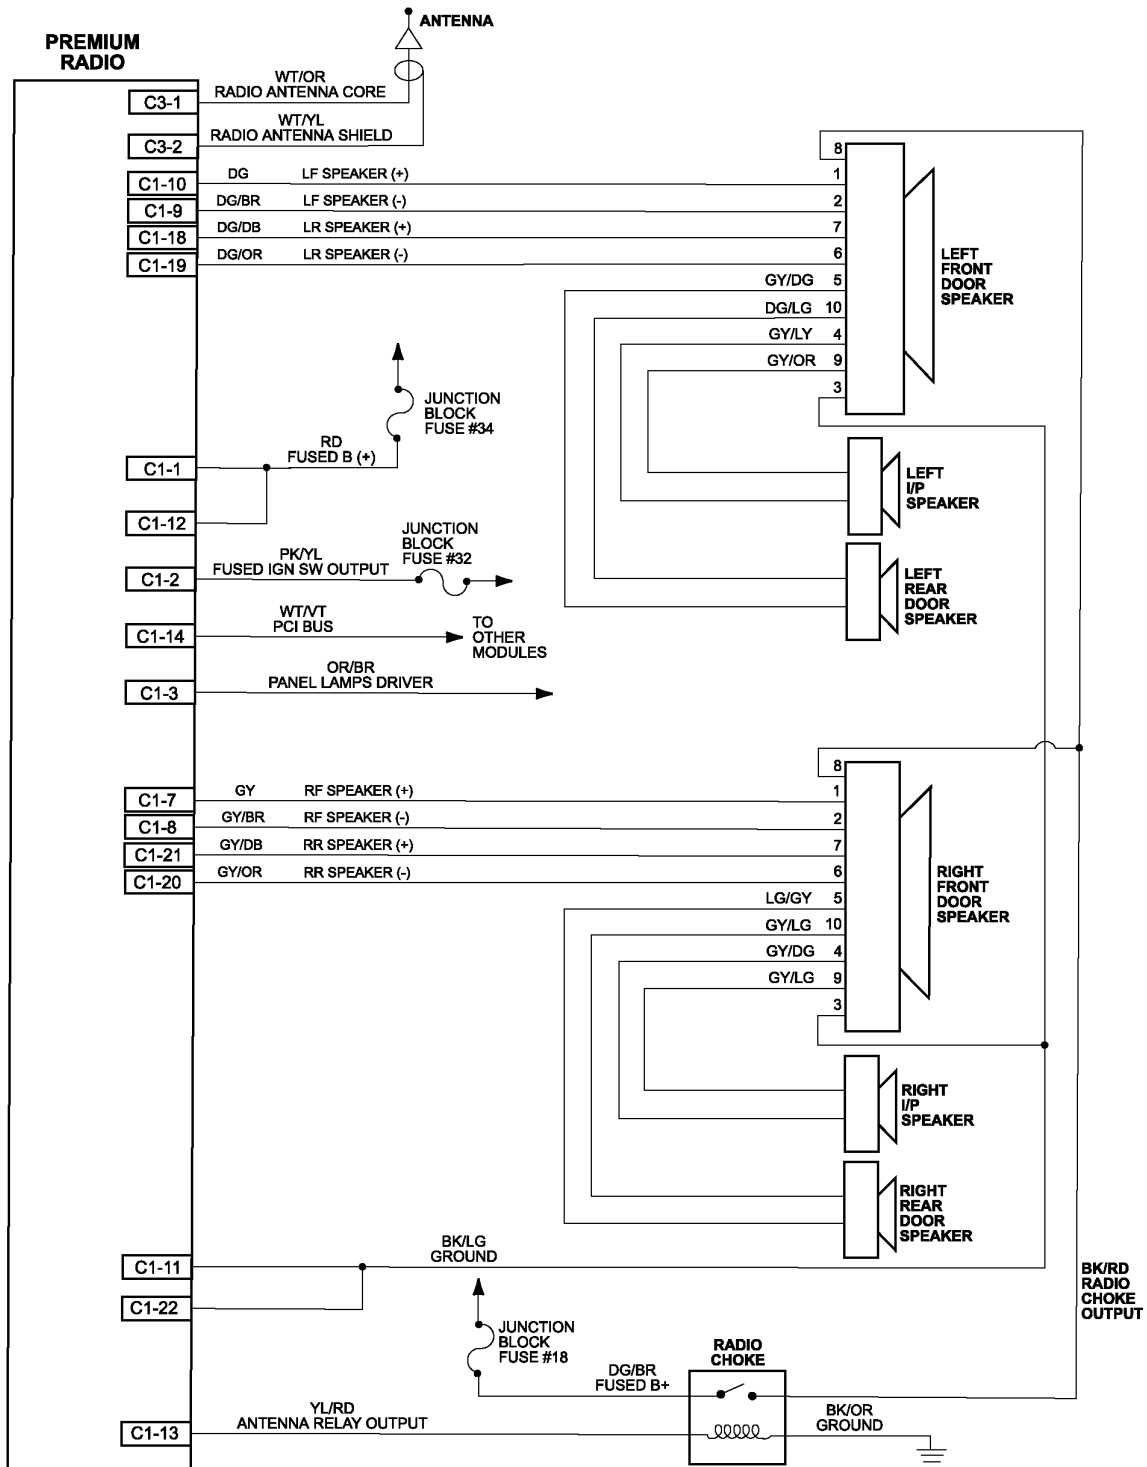 ANTENNA
PREMIUM
RADIO
WT/OR
RADIO ANTENNA CORE
C3-1
WT/YL
RADIO ANTENNA SHIELD
C3-2
8
C1-10 DG LF SPEAKER (+) 1
C1-9 DG/BR LF SPEAKER (-) 2
C1-18 DG/DB LR SPEAKER (+) 7
C1-19 DG/OR LR SPEAKER (-) 6
GY/DG 5
DG/LG 10
GY/LY 4
GY/OR 9
3
LEFT
FRONT
DOOR
SPEAKER
JUNCTION
BLOCK
FUSE #34
RD
FUSED B (+)
C1-1
C1-12
LEFT
I/P
SPEAKER
JUNCTION
BLOCK
FUSE #32
PK/YL
FUSED IGN SW OUTPUT
C1-2
LEFT
REAR
DOOR
SPEAKER
WT/VT
PCI BUS
C1-14
TO
OTHER
MODULES
OR/BR
PANEL LAMPS DRIVER
C1-3
8
C1-7 GY RF SPEAKER (+) 1
C1-8 GY/BR RF SPEAKER (-) 2
C1-21 GY/DB RR SPEAKER (+) 7
C1-20 GY/OR RR SPEAKER (-) 6
LG/GY 5
GY/LG 10
GY/DG 4
GY/LG 9
3
RIGHT
FRONT
DOOR
SPEAKER
RIGHT
I/P
SPEAKER
RIGHT
REAR
DOOR
SPEAKER
BK/LG
GROUND
C1-11
C1-22
BK/RD
RADIO
CHOKE
OUTPUT
JUNCTION
BLOCK
FUSE #18
RADIO
CHOKE
DG/BR
FUSED B+
YL/RD
ANTENNA RELAY OUTPUT
C1-13
BK/OR
GROUND